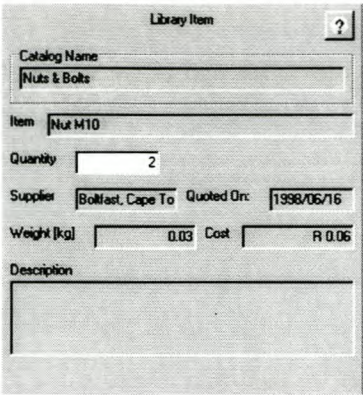 Library Item
?
Catalog Name
Nuts & Bolts
Item Nut M10
Quantity 2
Supplier Boltfast, Cape To Quoted On: 1998/06/16
Weight [kg] 0.03 Cost R 0.06
Description